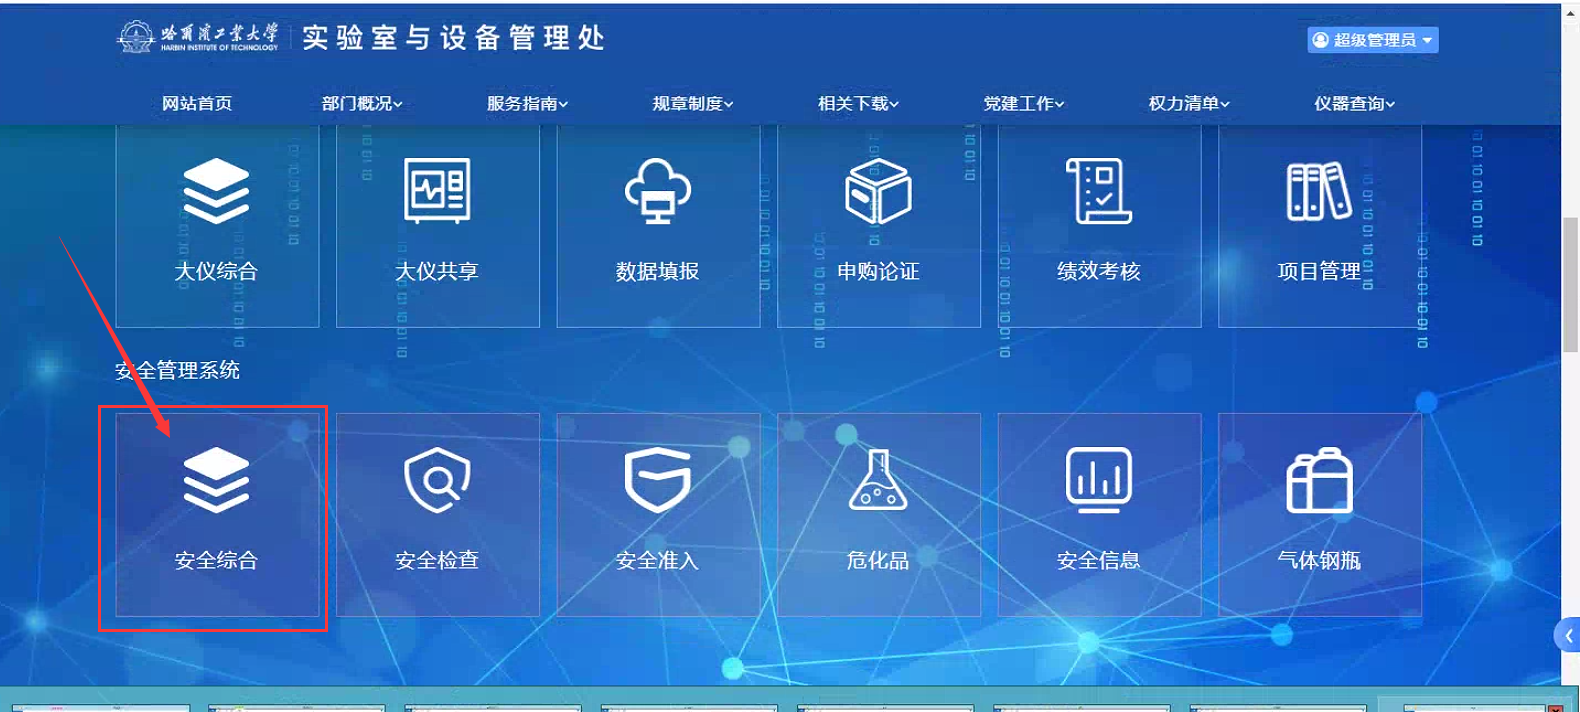 哈尔滨工业大学
HARBIN INSTITUTE OF TECHNOLOGY
实验室与设备管理处
超级管理员
网站首页 部门概况 服务指南 规章制度 相关下载 党建工作 权力清单 仪器查询
大仪综合 大仪共享 数据填报 申购论证 绩效考核 项目管理
安全管理系统
安全综合 安全检查 安全准入 危化品 安全信息 气体钢瓶